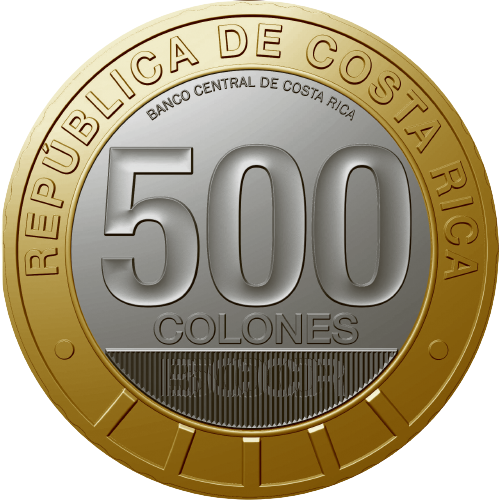 REPÚBLICA DE COSTA RICA
BANCO CENTRAL DE COSTA RICA
500
COLONES
BCCR